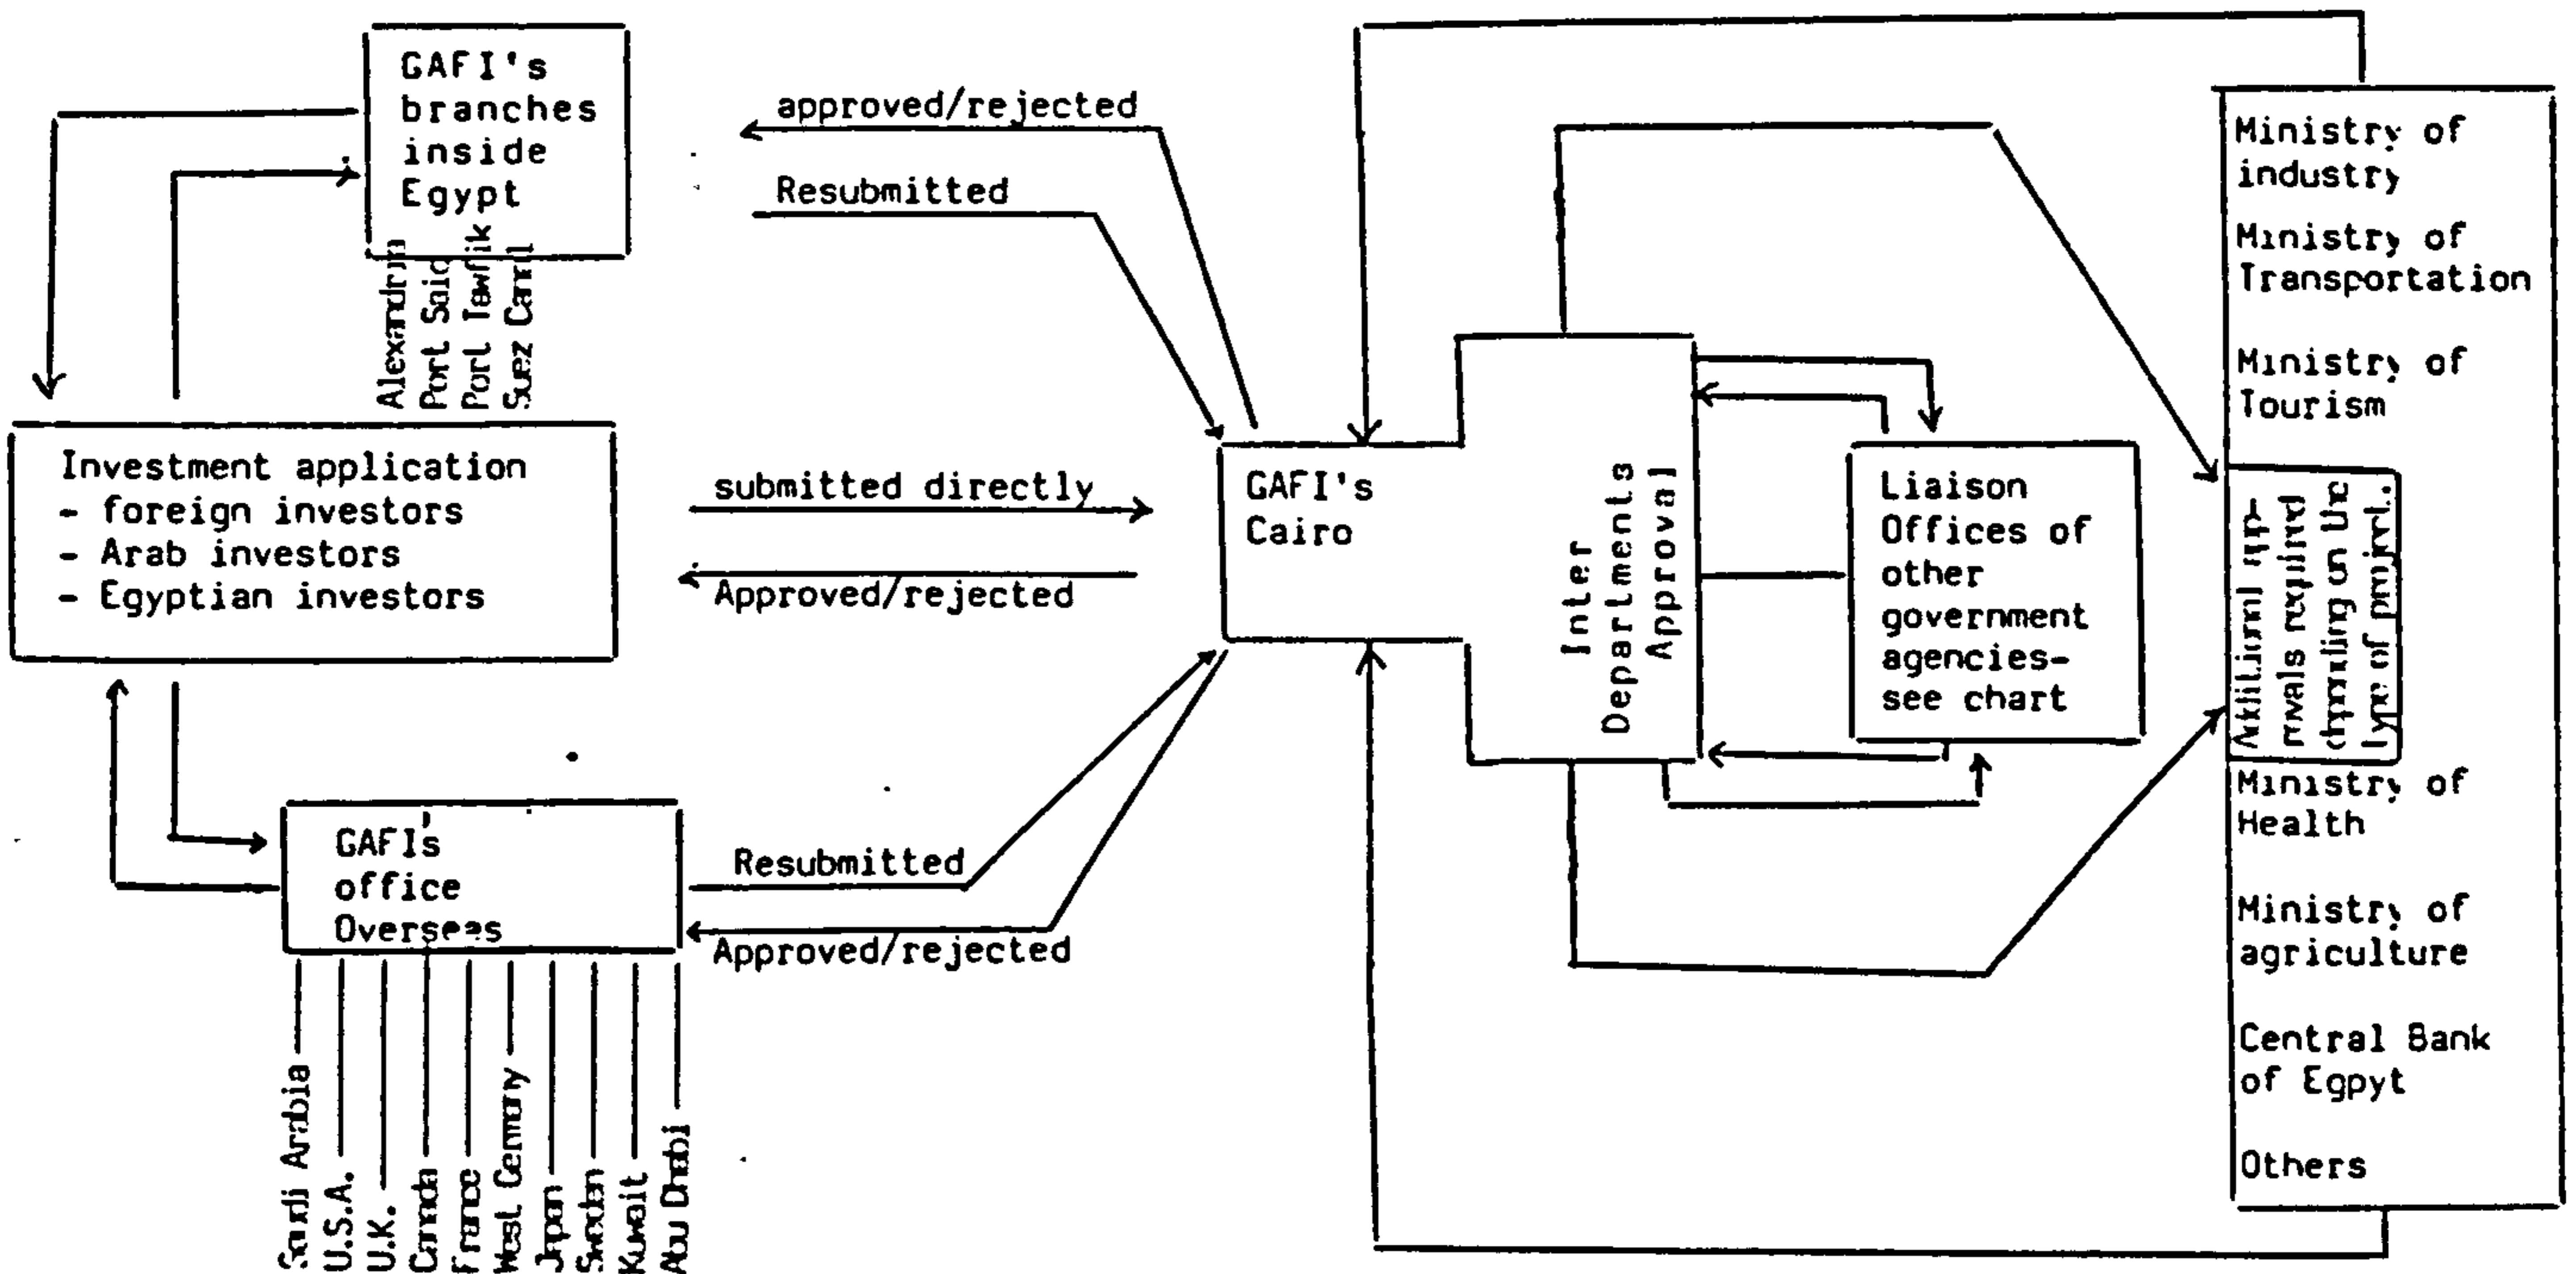 GAFI's
branches
inside
Egypt
Alexandria
Port Said
Port Tawfik
Suez Canal
approved/rejected
Resubmitted
Investment application
- foreign investors
- Arab investors
- Egyptian investors
submitted directly
Approved/rejected
GAFI's
office
Overseas
Saudi Arabia
U.S.A.
U.K.
Canada
France
West Germany
Japan
Sweden
Kuwait
Abu Dhabi
Resubmitted
Approved/rejected
GAFI's
Cairo
Inter
Departments
Approval
Liaison
Offices of
other
government
agencies-
see chart
Ministry of
industry
Ministry of
Transportation
Ministry of
Tourism
Additional app-
rovals required
depending on the
type of project.
Ministry of
Health
Ministry of
agriculture
Central Bank
of Egpyt
Others